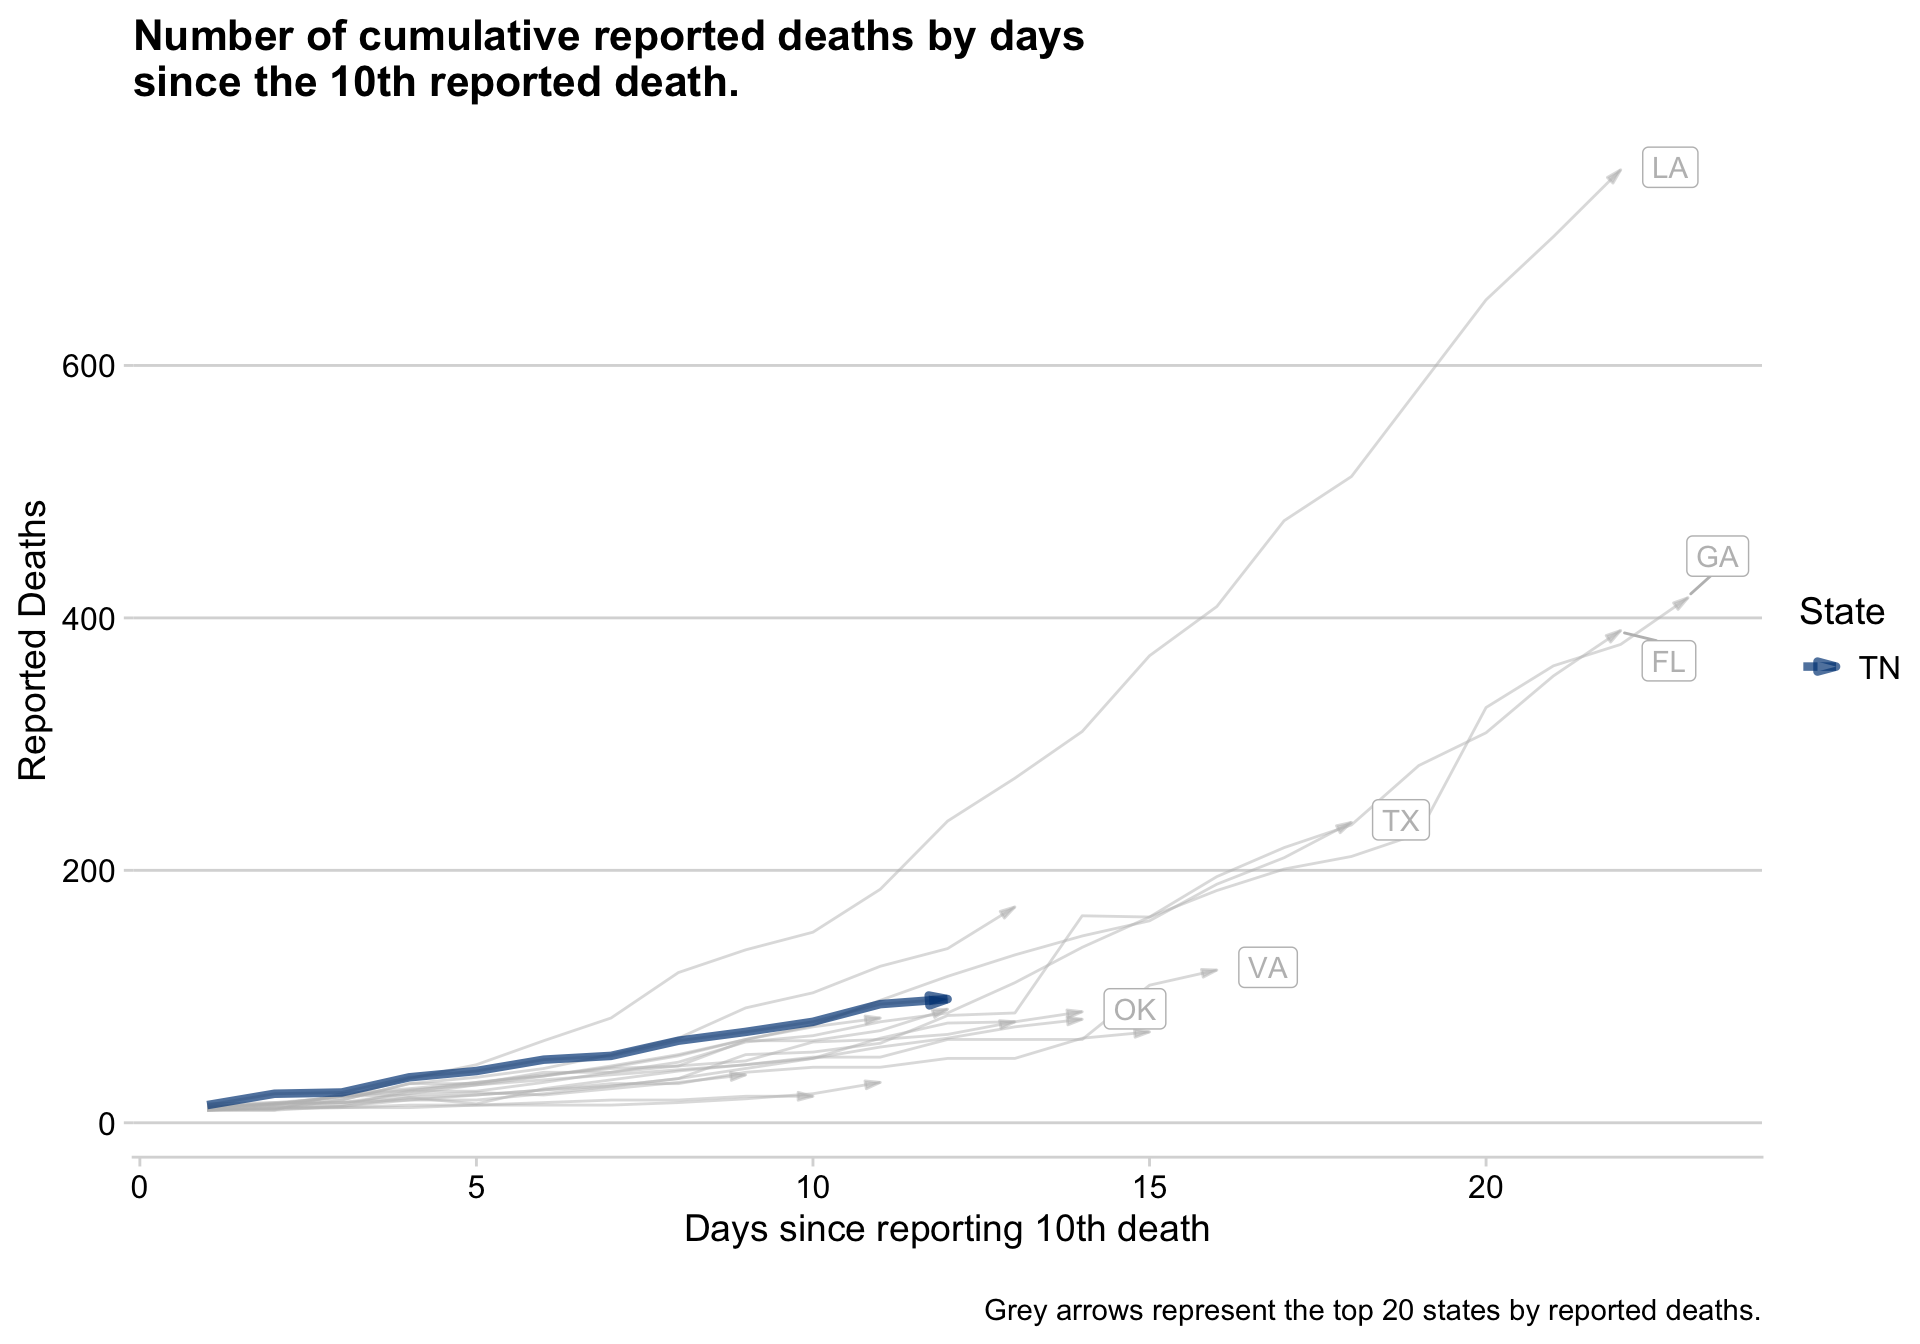 Number of cumulative reported deaths by days
since the 10th reported death.
LA
600
GA
400
FL
State
TN
Reported Deaths
TX
200
VA
OK
0
0 5 10 15 20
Days since reporting 10th death
Grey arrows represent the top 20 states by reported deaths.